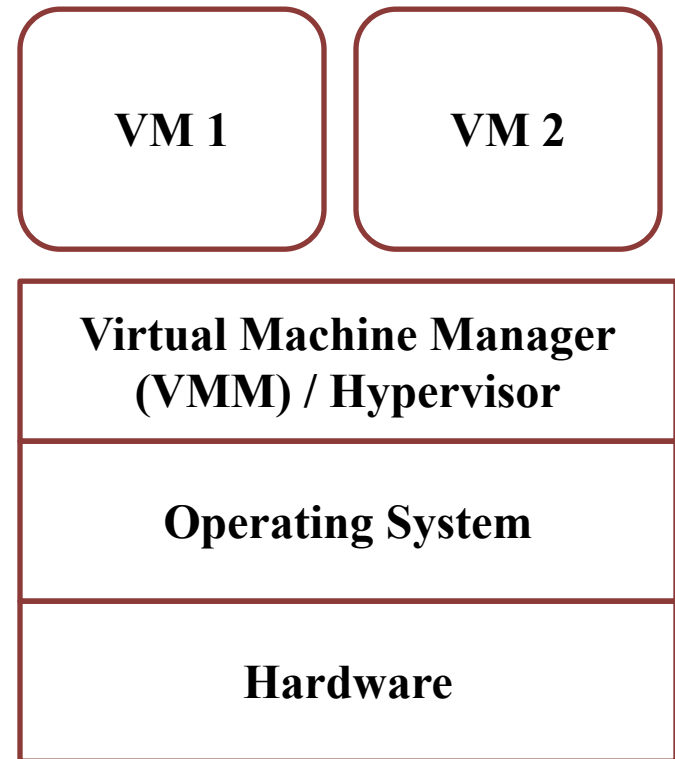 VM 1
VM 2
Virtual Machine Manager
(VMM) / Hypervisor
Operating System
Hardware